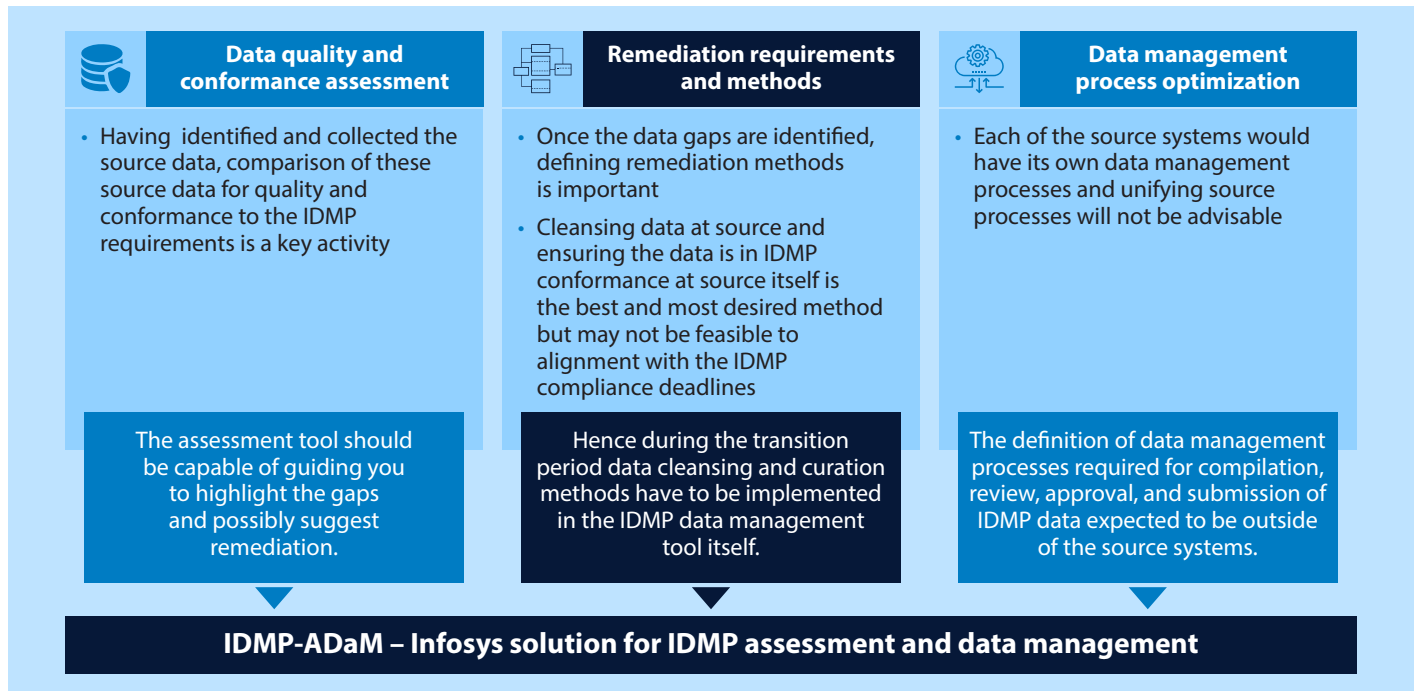 Data quality and
conformance assessment
• Having identified and collected the
source data, comparison of these
source data for quality and
conformance to the IDMP
requirements is a key activity
The assessment tool should
be capable of guiding you
to highlight the gaps
and possibly suggest
remediation.
Remediation requirements
and methods
• Once the data gaps are identified,
defining remediation methods
is important
• Cleansing data at source and
ensuring the data is in IDMP
conformance at source itself is
the best and most desired method
but may not be feasible to
alignment with the IDMP
compliance deadlines
Hence during the transition
period data cleansing and curation
methods have to be implemented
in the IDMP data management
tool itself.
Data management
process optimization
• Each of the source systems would
have its own data management
processes and unifying source
processes will not be advisable
The definition of data management
processes required for compilation,
review, approval, and submission of
IDMP data expected to be outside
of the source systems.
IDMP-ADaM – Infosys solution for IDMP assessment and data management